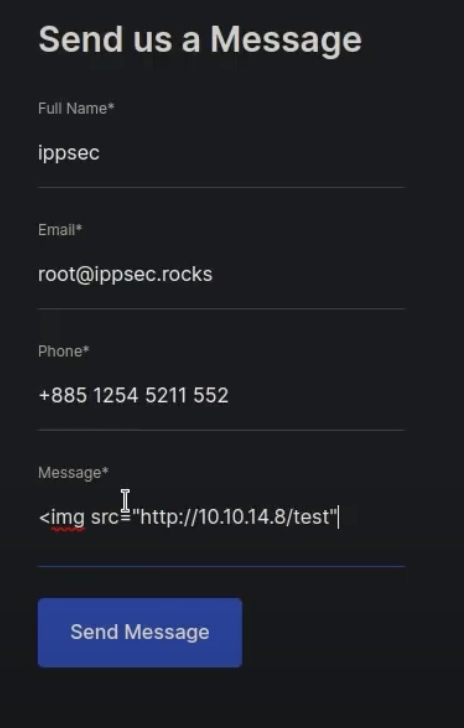 Send us a Message
Full Name*
ippsec
Email*
root@ippsec.rocks
Phone*
+885 1254 5211 552
Message*
<img src="http://10.10.14.8/test"
Send Message